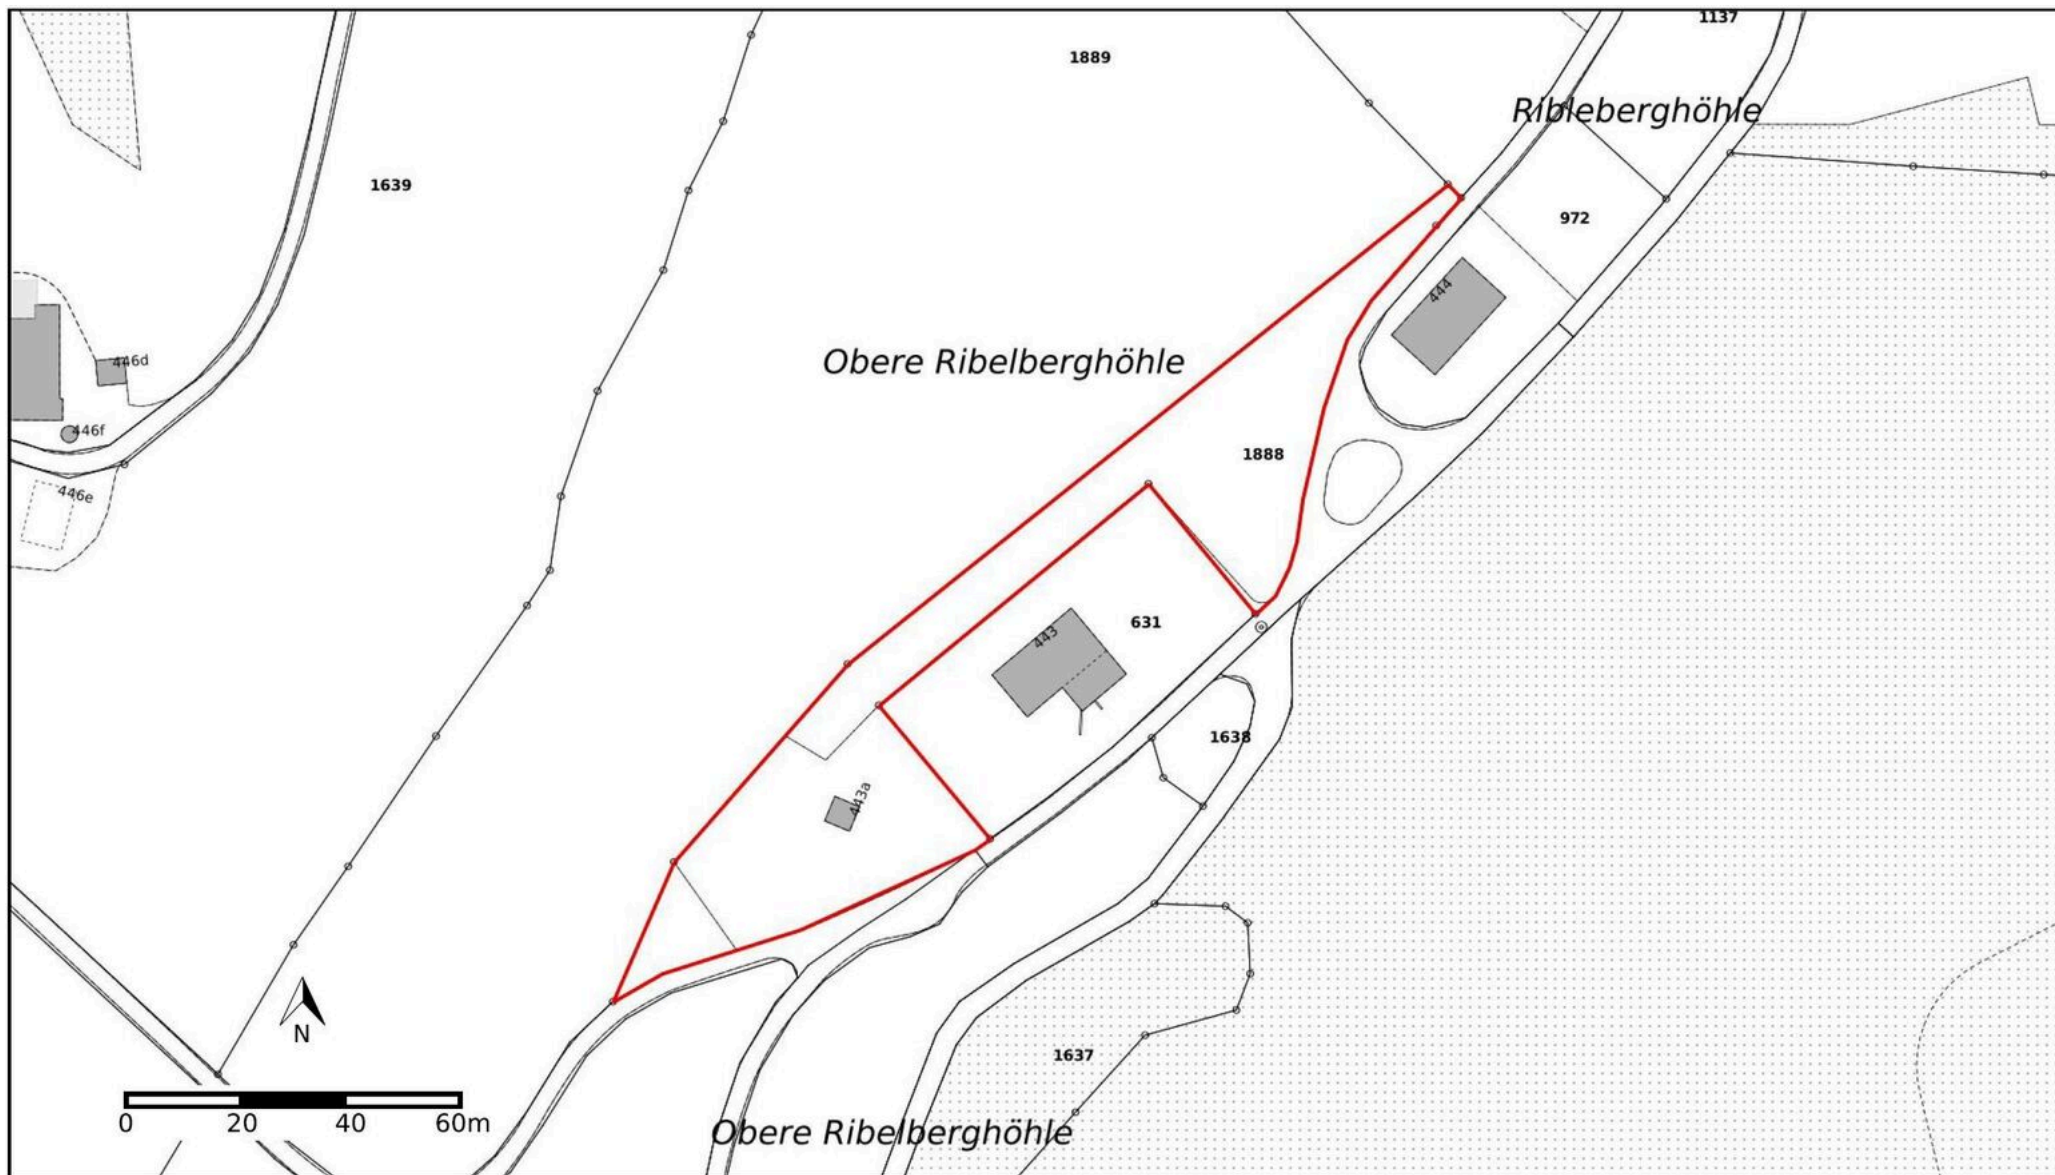 1137
1889
Ribleberghöhle
1639
972
444
446d
Obere Ribelberghöhle
446f
1888
446e
631
443
1638
443a
N
1637
0 20 40 60m
Obere Ribelberghöhle